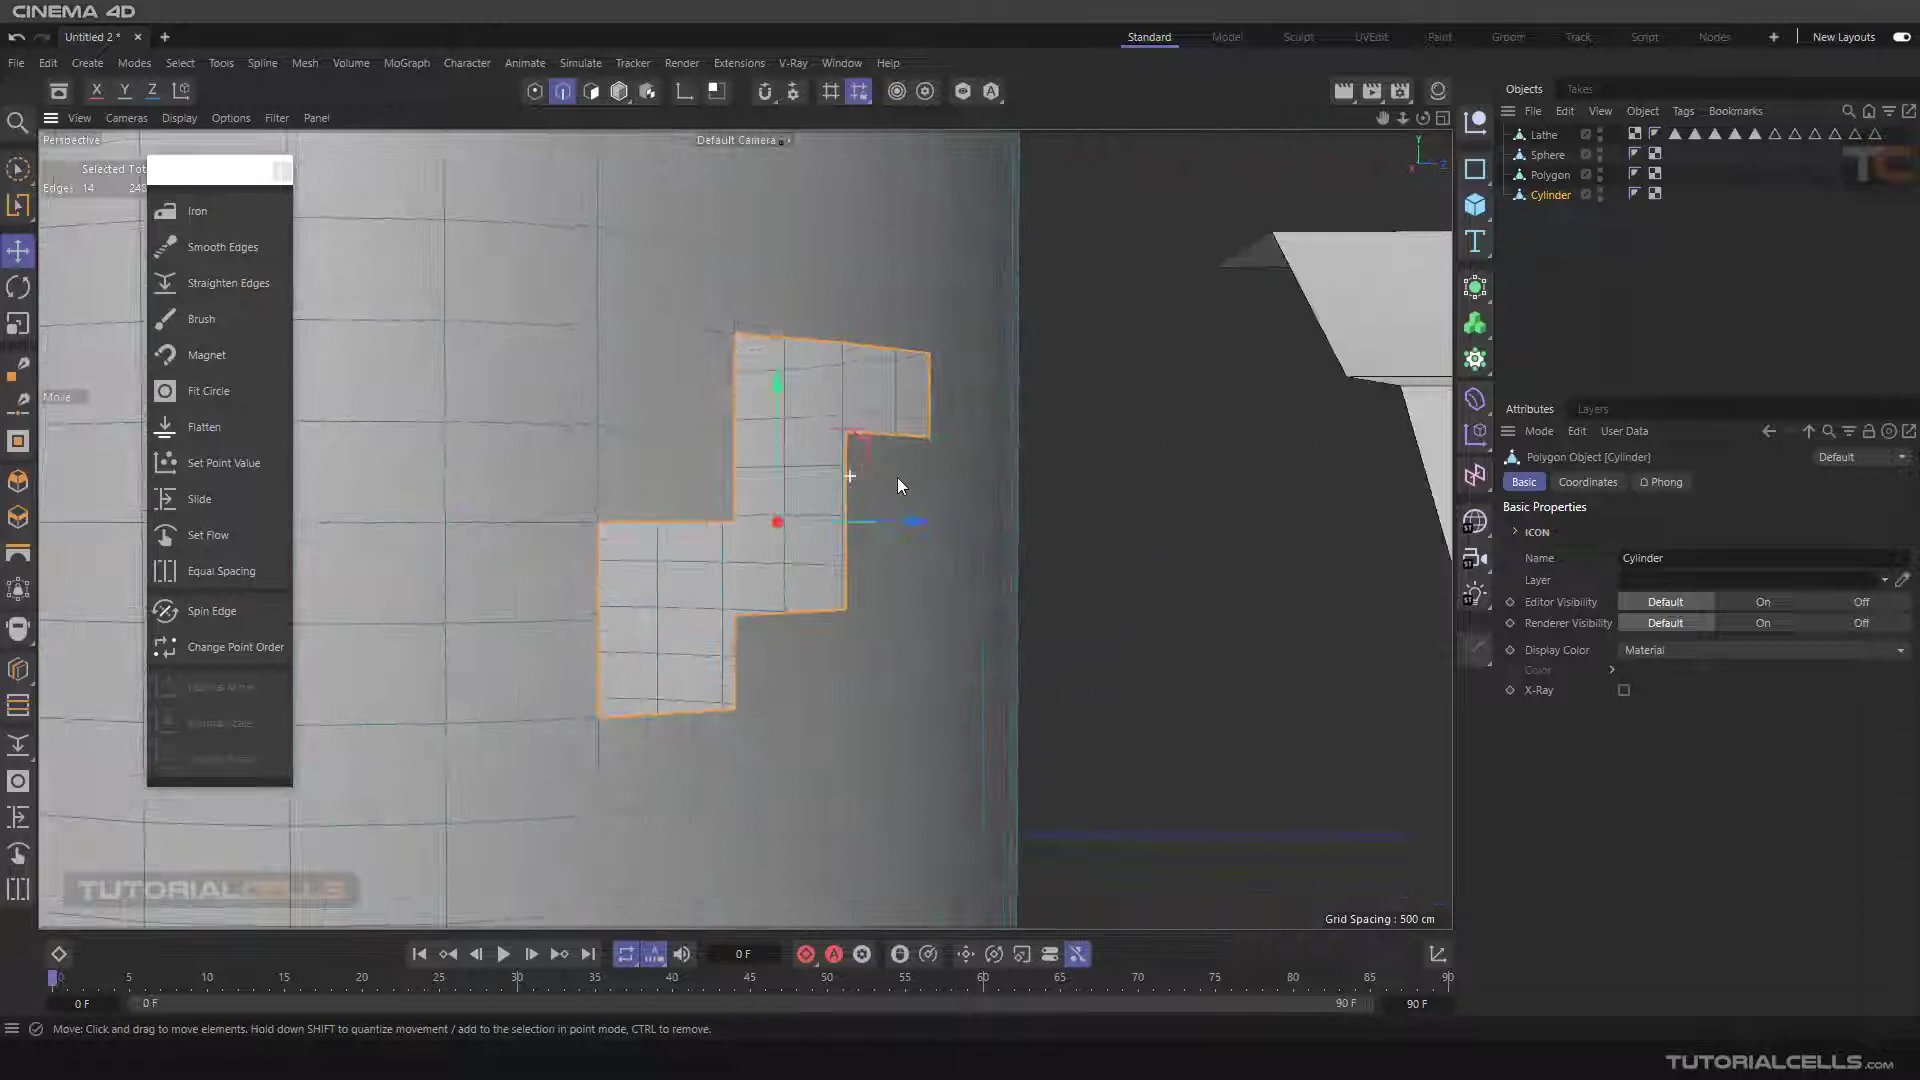 CINEMA 4D
Untitled 2 *
Standard Model Sculpt UVEdit Paint Groom Track Script Nodes New Layouts
File Edit Create Modes Select Tools Spline Mesh Volume MoGraph Character Animate Simulate Tracker Render Extensions V-Ray Window Help
X Y Z
View Cameras Display Options Filter Panel
Perspective
Default Camera
Selected Tot
Edges 14 248
Iron
Smooth Edges
Straighten Edges
Brush
Magnet
Move
Fit Circle
Flatten
Set Point Value
Slide
Set Flow
Equal Spacing
Spin Edge
Change Point Order
TUTORIALCELLS
Grid Spacing : 500 cm
Objects Takes
File Edit View Object Tags Bookmarks
Lathe
Sphere
Polygon
Cylinder
TC
Attributes Layers
Mode Edit User Data
Polygon Object [Cylinder]
Default
Basic Coordinates Phong
Basic Properties
ICON
Name Cylinder
Layer
Editor Visibility Default On Off
Renderer Visibility Default On Off
Display Color Material
Color
X-Ray
0 F
0 5 10 15 20 25 30 35 40 45 50 55 60 65 70 75 80 85 90
0 F 0 F 90 F 90 F
Move: Click and drag to move elements. Hold down SHIFT to quantize movement / add to the selection in point mode, CTRL to remove.
TUTORIALCELLS.com